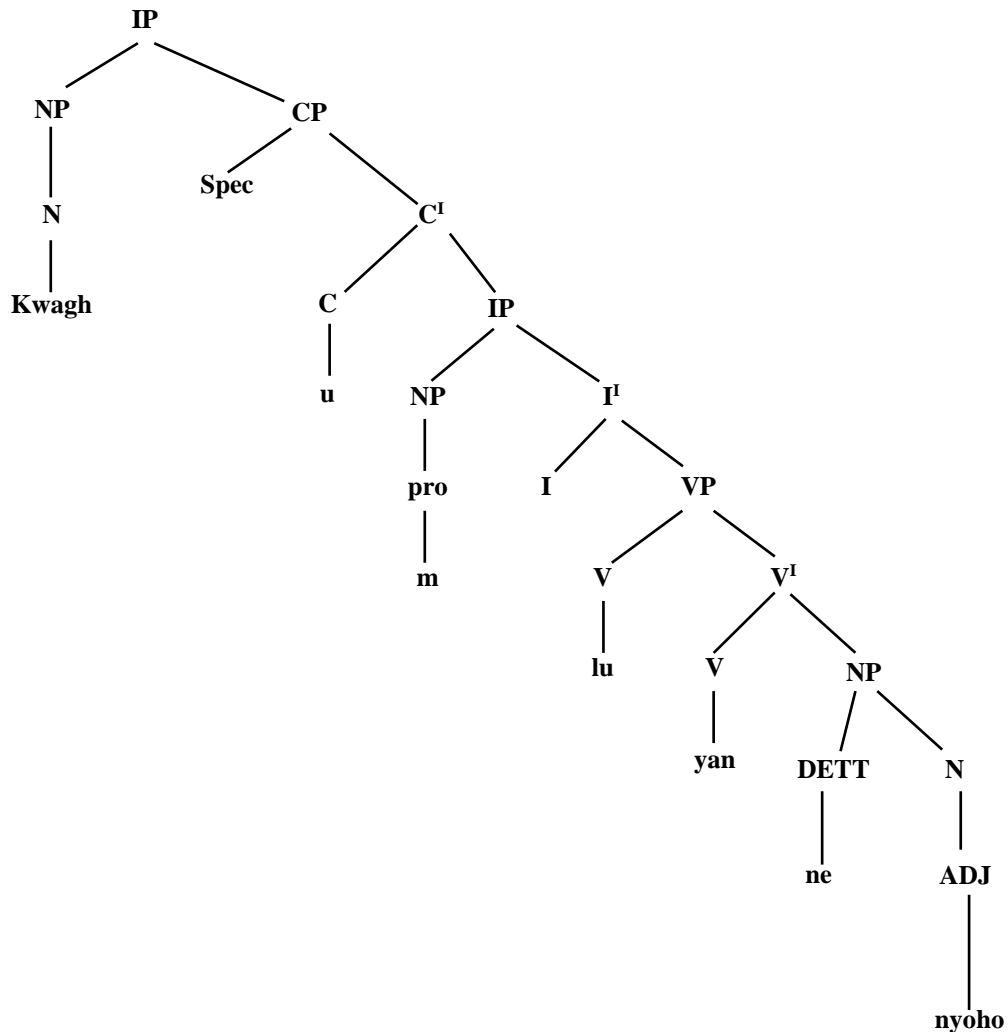 IP
NP CP
Spec
N Cᴵ
Kwagh C IP
u NP Iᴵ
pro I VP
m V Vᴵ
lu V NP
yan DETT N
ne ADJ
nyoho